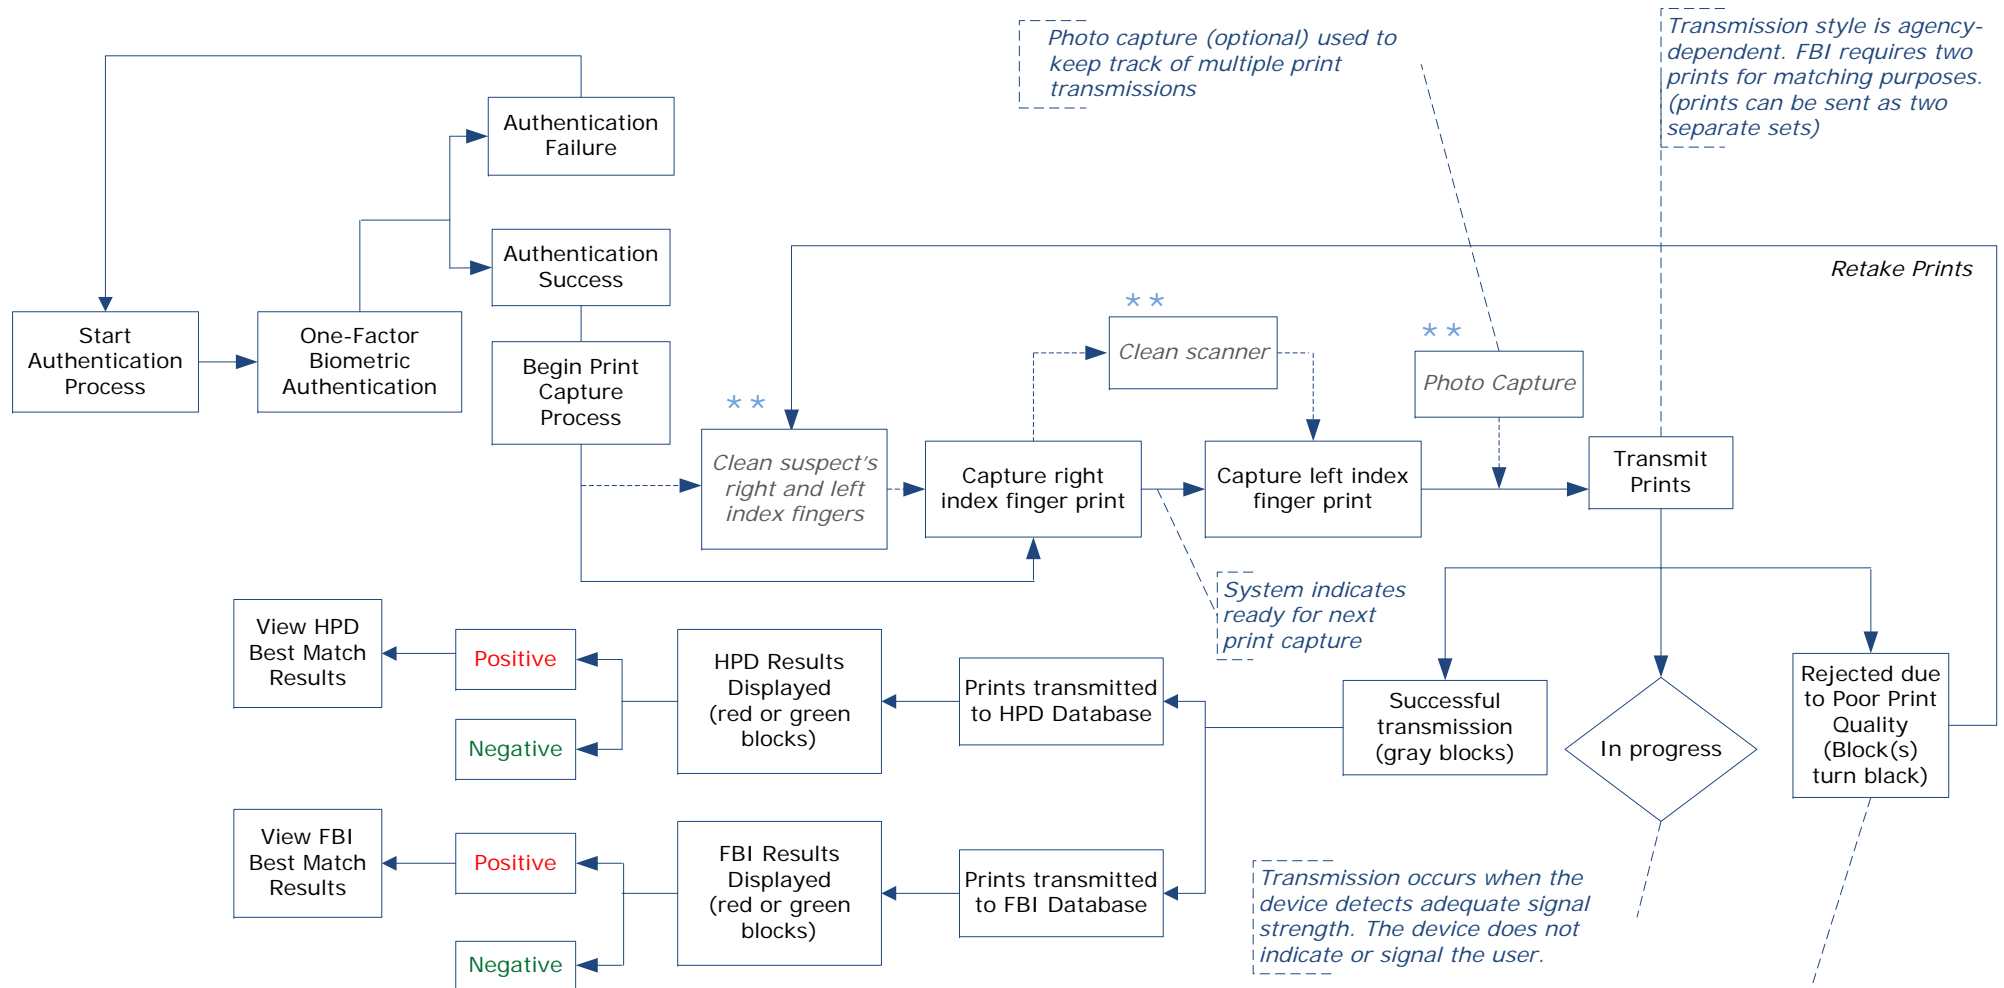 Photo capture (optional) used to
keep track of multiple print
transmissions
Transmission style is agency-
dependent. FBI requires two
prints for matching purposes.
(prints can be sent as two
separate sets)
Authentication
Failure
Authentication
Success
Retake Prints
Start
Authentication
Process
One-Factor
Biometric
Authentication
Begin Print
Capture
Process
**
Clean suspect's
right and left
index fingers
Capture right
index finger print
**
Clean scanner
Capture left index
finger print
**
Photo Capture
Transmit
Prints
System indicates
ready for next
print capture
View HPD
Best Match
Results
Positive
Negative
HPD Results
Displayed
(red or green
blocks)
Prints transmitted
to HPD Database
Successful
transmission
(gray blocks)
In progress
Rejected due
to Poor Print
Quality
(Block(s)
turn black)
View FBI
Best Match
Results
Positive
Negative
FBI Results
Displayed
(red or green
blocks)
Prints transmitted
to FBI Database
Transmission occurs when the
device detects adequate signal
strength. The device does not
indicate or signal the user.